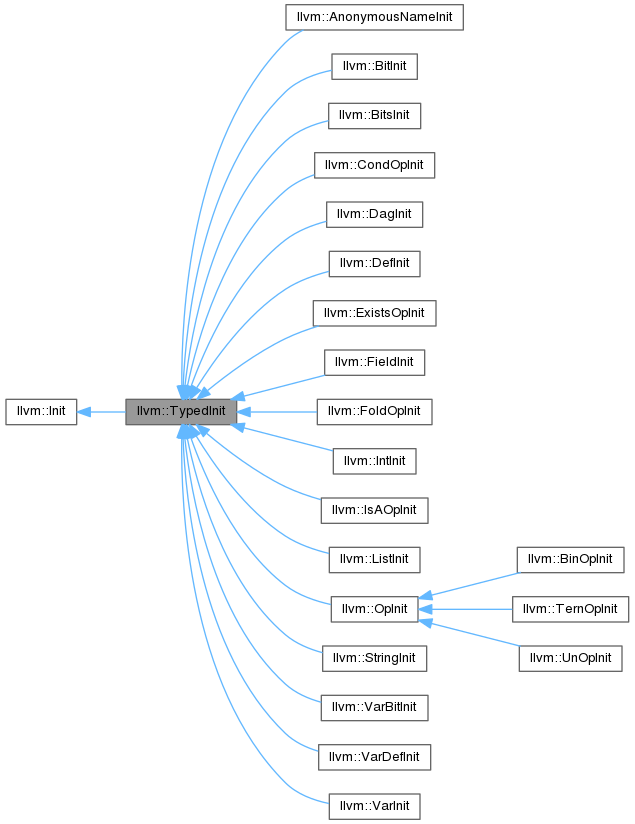 llvm::AnonymousNameInit
llvm::BitInit
llvm::BitsInit
llvm::CondOpInit
llvm::DagInit
llvm::DefInit
llvm::ExistsOpInit
llvm::FieldInit
llvm::Init
llvm::TypedInit
llvm::FoldOpInit
llvm::IntInit
llvm::IsAOpInit
llvm::ListInit
llvm::BinOpInit
llvm::OpInit
llvm::TernOpInit
llvm::StringInit
llvm::UnOpInit
llvm::VarBitInit
llvm::VarDefInit
llvm::VarInit